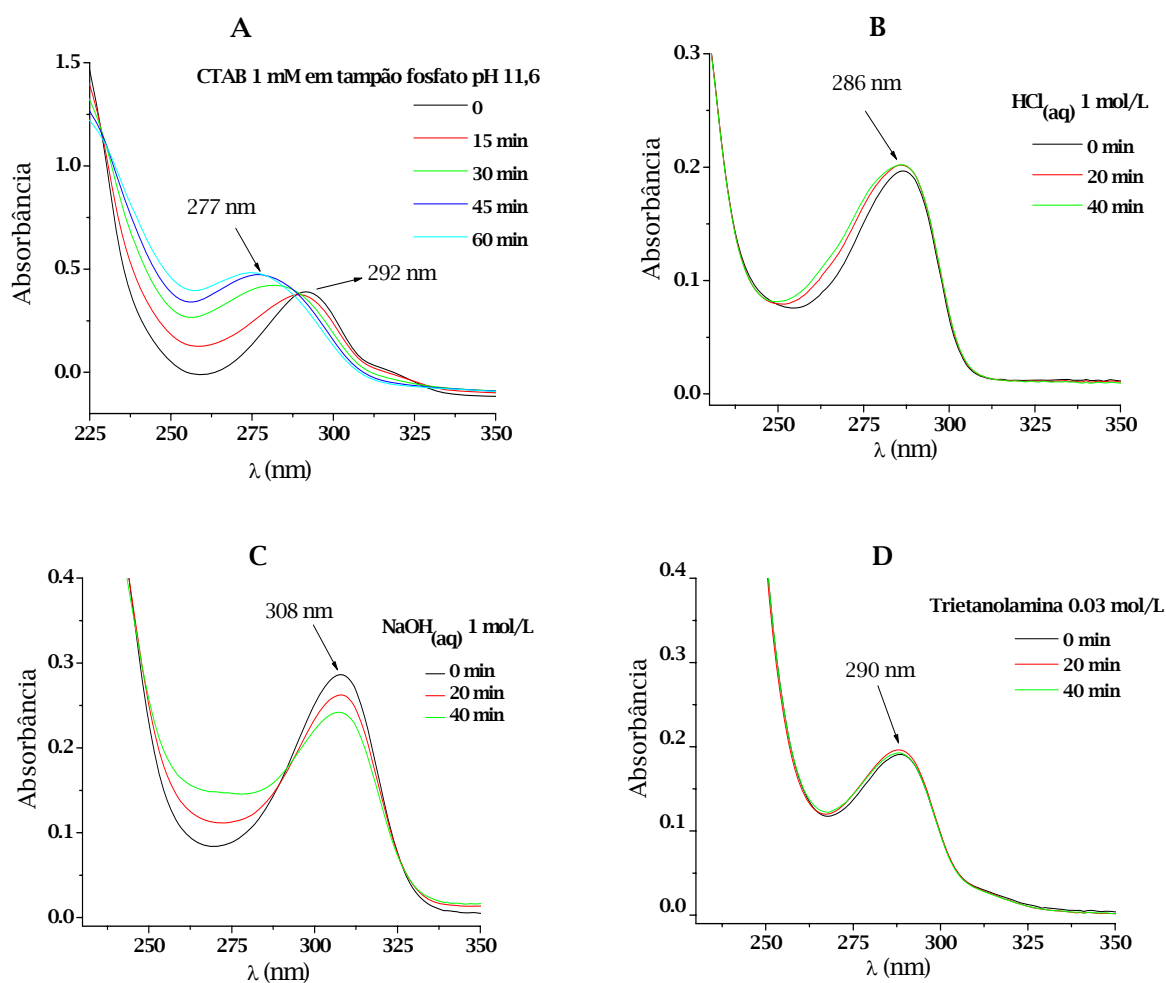 A
CTAB 1 mM em tampão fosfato pH 11,6
0
15 min
30 min
45 min
60 min
277 nm
292 nm
Absorbância
1.5
1.0
0.5
0.0
225
250
275
300
325
350
λ (nm)
B
286 nm
HCl(aq) 1 mol/L
0 min
20 min
40 min
Absorbância
0.3
0.2
0.1
0.0
250
275
300
325
350
λ (nm)
C
308 nm
NaOH(aq) 1 mol/L
0 min
20 min
40 min
Absorbância
0.4
0.3
0.2
0.1
0.0
250
275
300
325
350
λ (nm)
D
Trietanolamina 0.03 mol/L
0 min
20 min
40 min
290 nm
Absorbância
0.4
0.3
0.2
0.1
0.0
250
275
300
325
350
λ (nm)